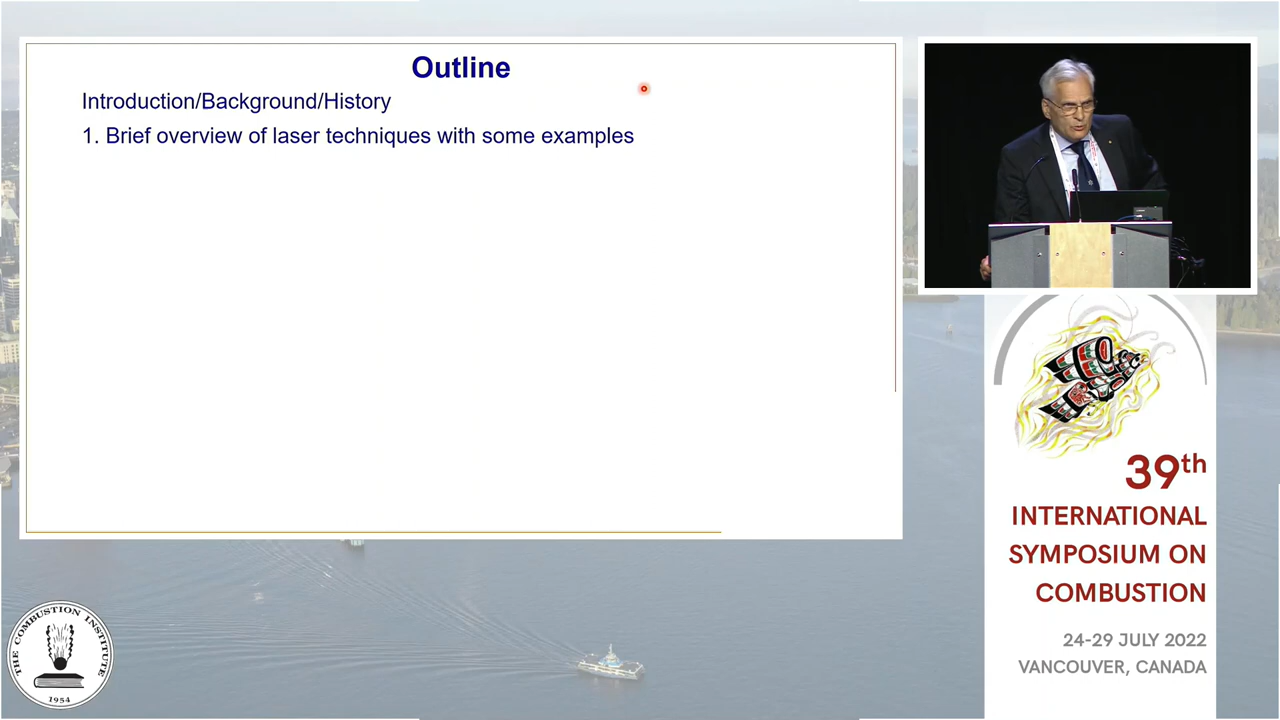 Outline
Introduction/Background/History
1. Brief overview of laser techniques with some examples
39th
INTERNATIONAL
SYMPOSIUM ON
COMBUSTION
24-29 JULY 2022
VANCOUVER, CANADA
THE COMBUSTION INSTITUTE
1954